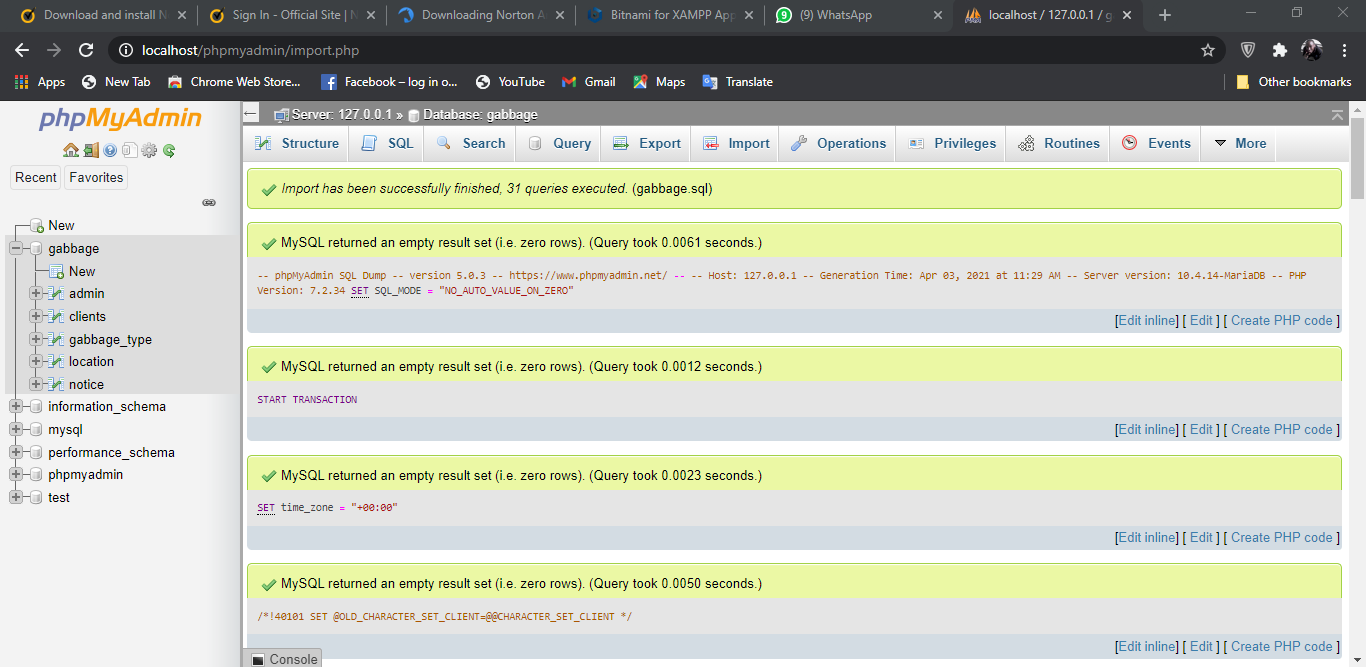 Download and install N
Sign In - Official Site | N
Downloading Norton A
Bitnami for XAMPP App
(9) WhatsApp
localhost / 127.0.0.1 / g
localhost/phpmyadmin/import.php
Apps
New Tab
Chrome Web Store...
Facebook – log in o...
YouTube
Gmail
Maps
Translate
Other bookmarks
phpMyAdmin
Recent
Favorites
New
gabbage
New
admin
clients
gabbage_type
location
notice
information_schema
mysql
performance_schema
phpmyadmin
test
Server: 127.0.0.1 » Database: gabbage
Structure
SQL
Search
Query
Export
Import
Operations
Privileges
Routines
Events
More
Import has been successfully finished, 31 queries executed. (gabbage.sql)
MySQL returned an empty result set (i.e. zero rows). (Query took 0.0061 seconds.)
-- phpMyAdmin SQL Dump -- version 5.0.3 -- https://www.phpmyadmin.net/ -- -- Host: 127.0.0.1 -- Generation Time: Apr 03, 2021 at 11:29 AM -- Server version: 10.4.14-MariaDB -- PHP
Version: 7.2.34 SET SQL_MODE = "NO_AUTO_VALUE_ON_ZERO"
[Edit inline] [ Edit ] [ Create PHP code ]
MySQL returned an empty result set (i.e. zero rows). (Query took 0.0012 seconds.)
START TRANSACTION
[Edit inline] [ Edit ] [ Create PHP code ]
MySQL returned an empty result set (i.e. zero rows). (Query took 0.0023 seconds.)
SET time_zone = "+00:00"
[Edit inline] [ Edit ] [ Create PHP code ]
MySQL returned an empty result set (i.e. zero rows). (Query took 0.0050 seconds.)
/*!40101 SET @OLD_CHARACTER_SET_CLIENT=@@CHARACTER_SET_CLIENT */
[Edit inline] [ Edit ] [ Create PHP code ]
Console